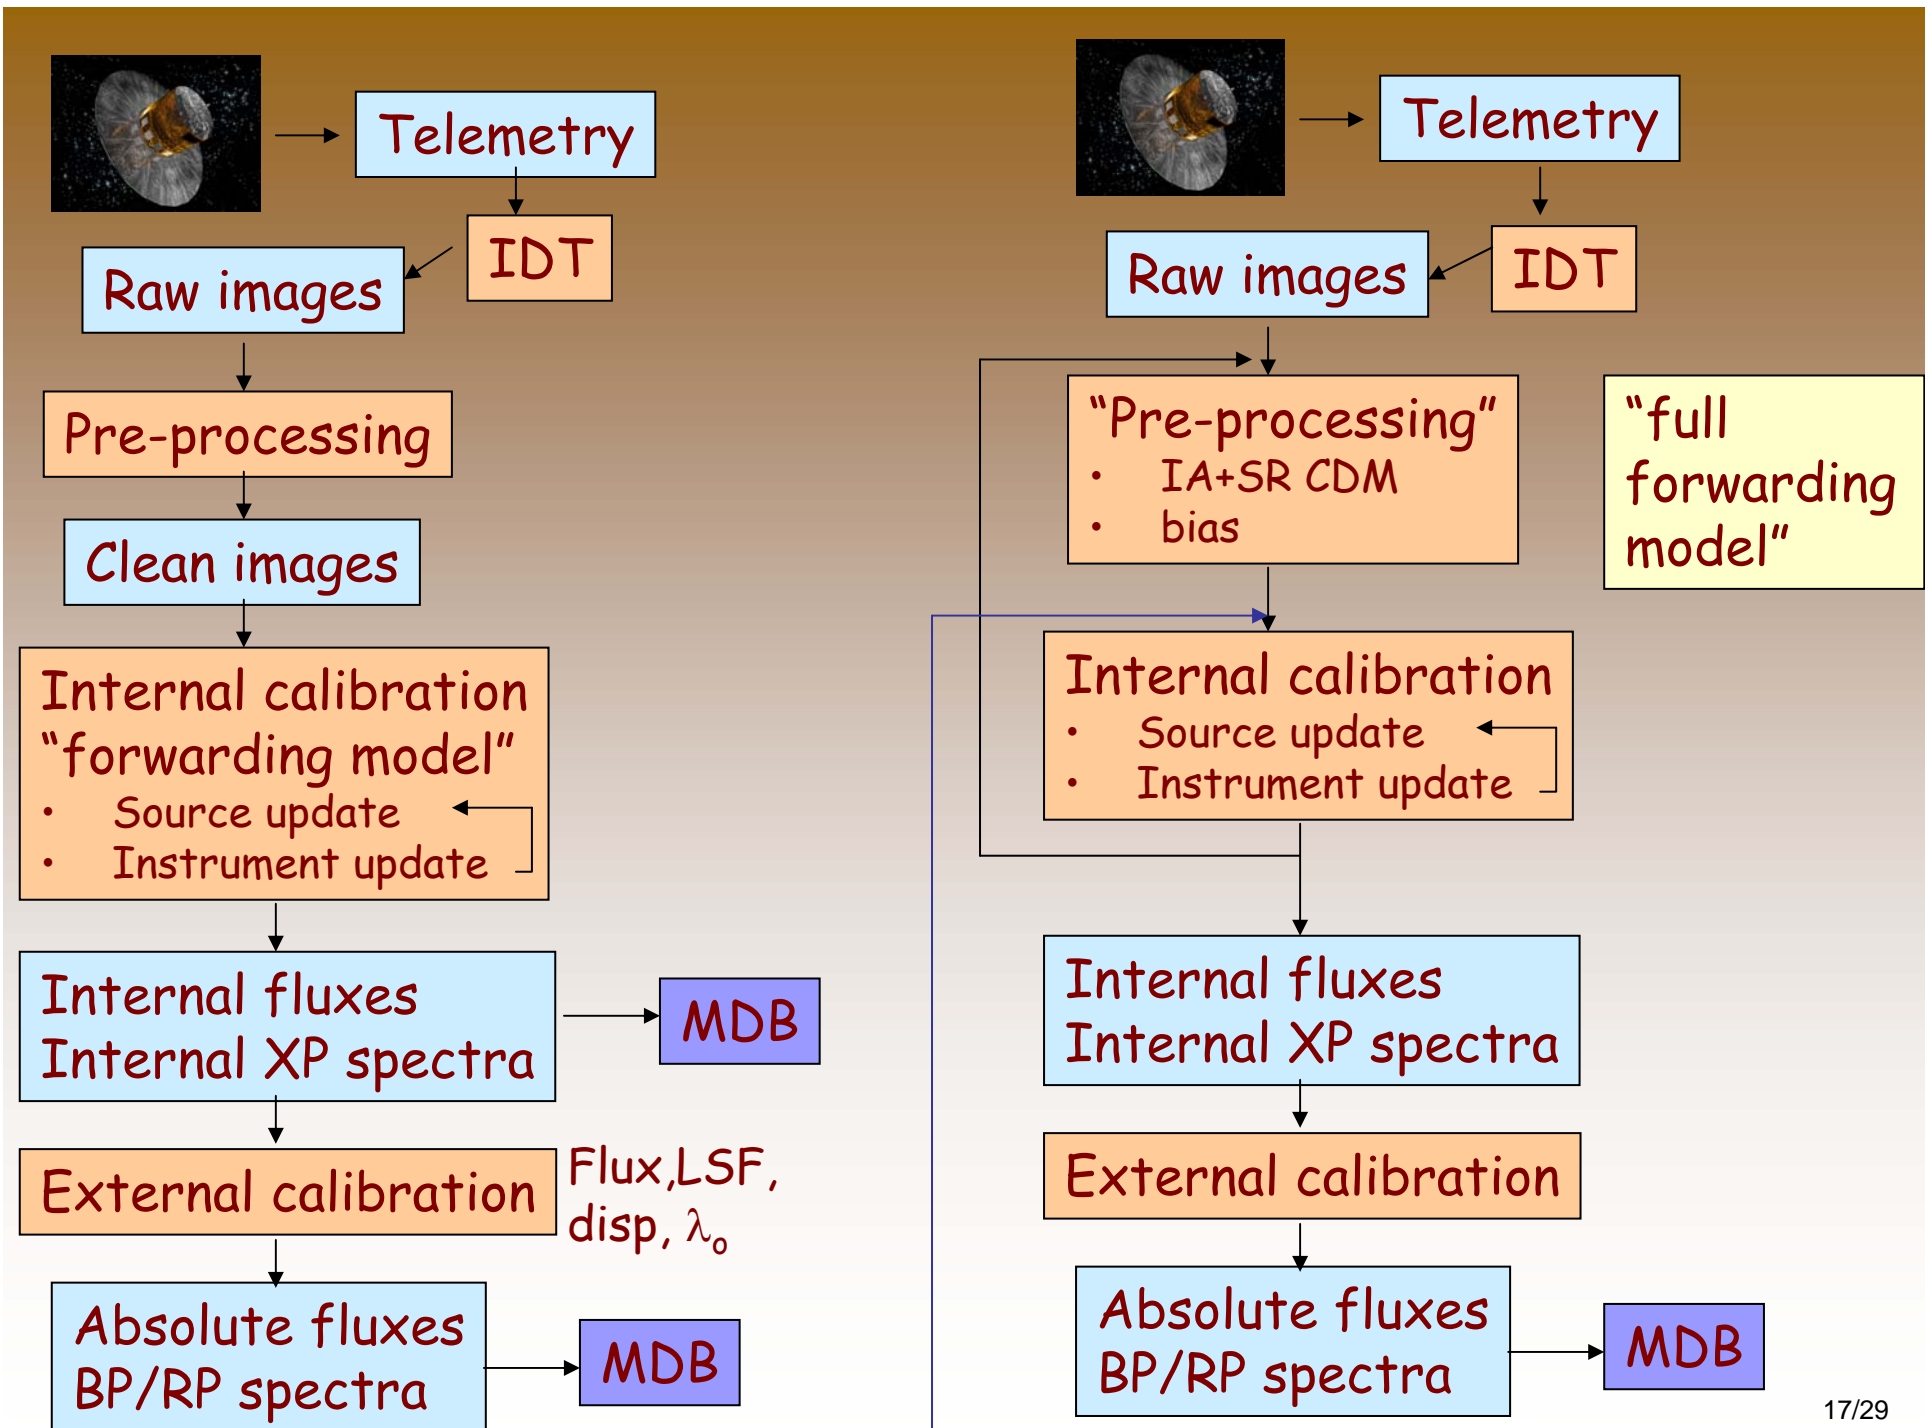 Telemetry
IDT
Raw images
Pre-processing
Clean images
Internal calibration
“forwarding model”
• Source update
• Instrument update
Internal fluxes
Internal XP spectra
MDB
External calibration
Flux,LSF,
disp, λo
Absolute fluxes
BP/RP spectra
MDB
Telemetry
IDT
Raw images
“Pre-processing”
• IA+SR CDM
• bias
“full
forwarding
model”
Internal calibration
• Source update
• Instrument update
Internal fluxes
Internal XP spectra
External calibration
Absolute fluxes
BP/RP spectra
MDB
17/29